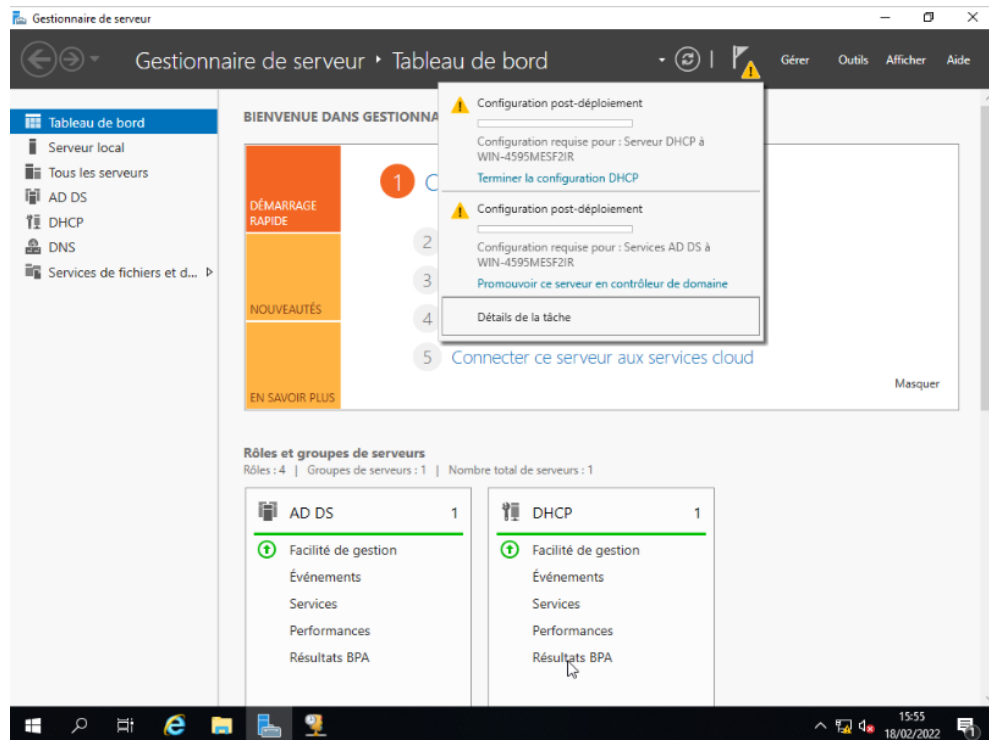 Gestionnaire de serveur
Gestionnaire de serveur Tableau de bord
Gérer Outils Afficher Aide
Tableau de bord
Serveur local
Tous les serveurs
AD DS
DHCP
DNS
Services de fichiers et d...
BIENVENUE DANS GESTIONNA
DÉMARRAGE
RAPIDE
NOUVEAUTÉS
EN SAVOIR PLUS
1 C
2
3
4
5 Connecter ce serveur aux services cloud
Masquer
Configuration post-déploiement
Configuration requise pour : Serveur DHCP à
WIN-4595MESF2IR
Terminer la configuration DHCP
Configuration post-déploiement
Configuration requise pour : Services AD DS à
WIN-4595MESF2IR
Promouvoir ce serveur en contrôleur de domaine
Détails de la tâche
Rôles et groupes de serveurs
Rôles : 4 | Groupes de serveurs : 1 | Nombre total de serveurs : 1
AD DS 1
Facilité de gestion
Événements
Services
Performances
Résultats BPA
DHCP 1
Facilité de gestion
Événements
Services
Performances
Résultats BPA
15:55
18/02/2022
1